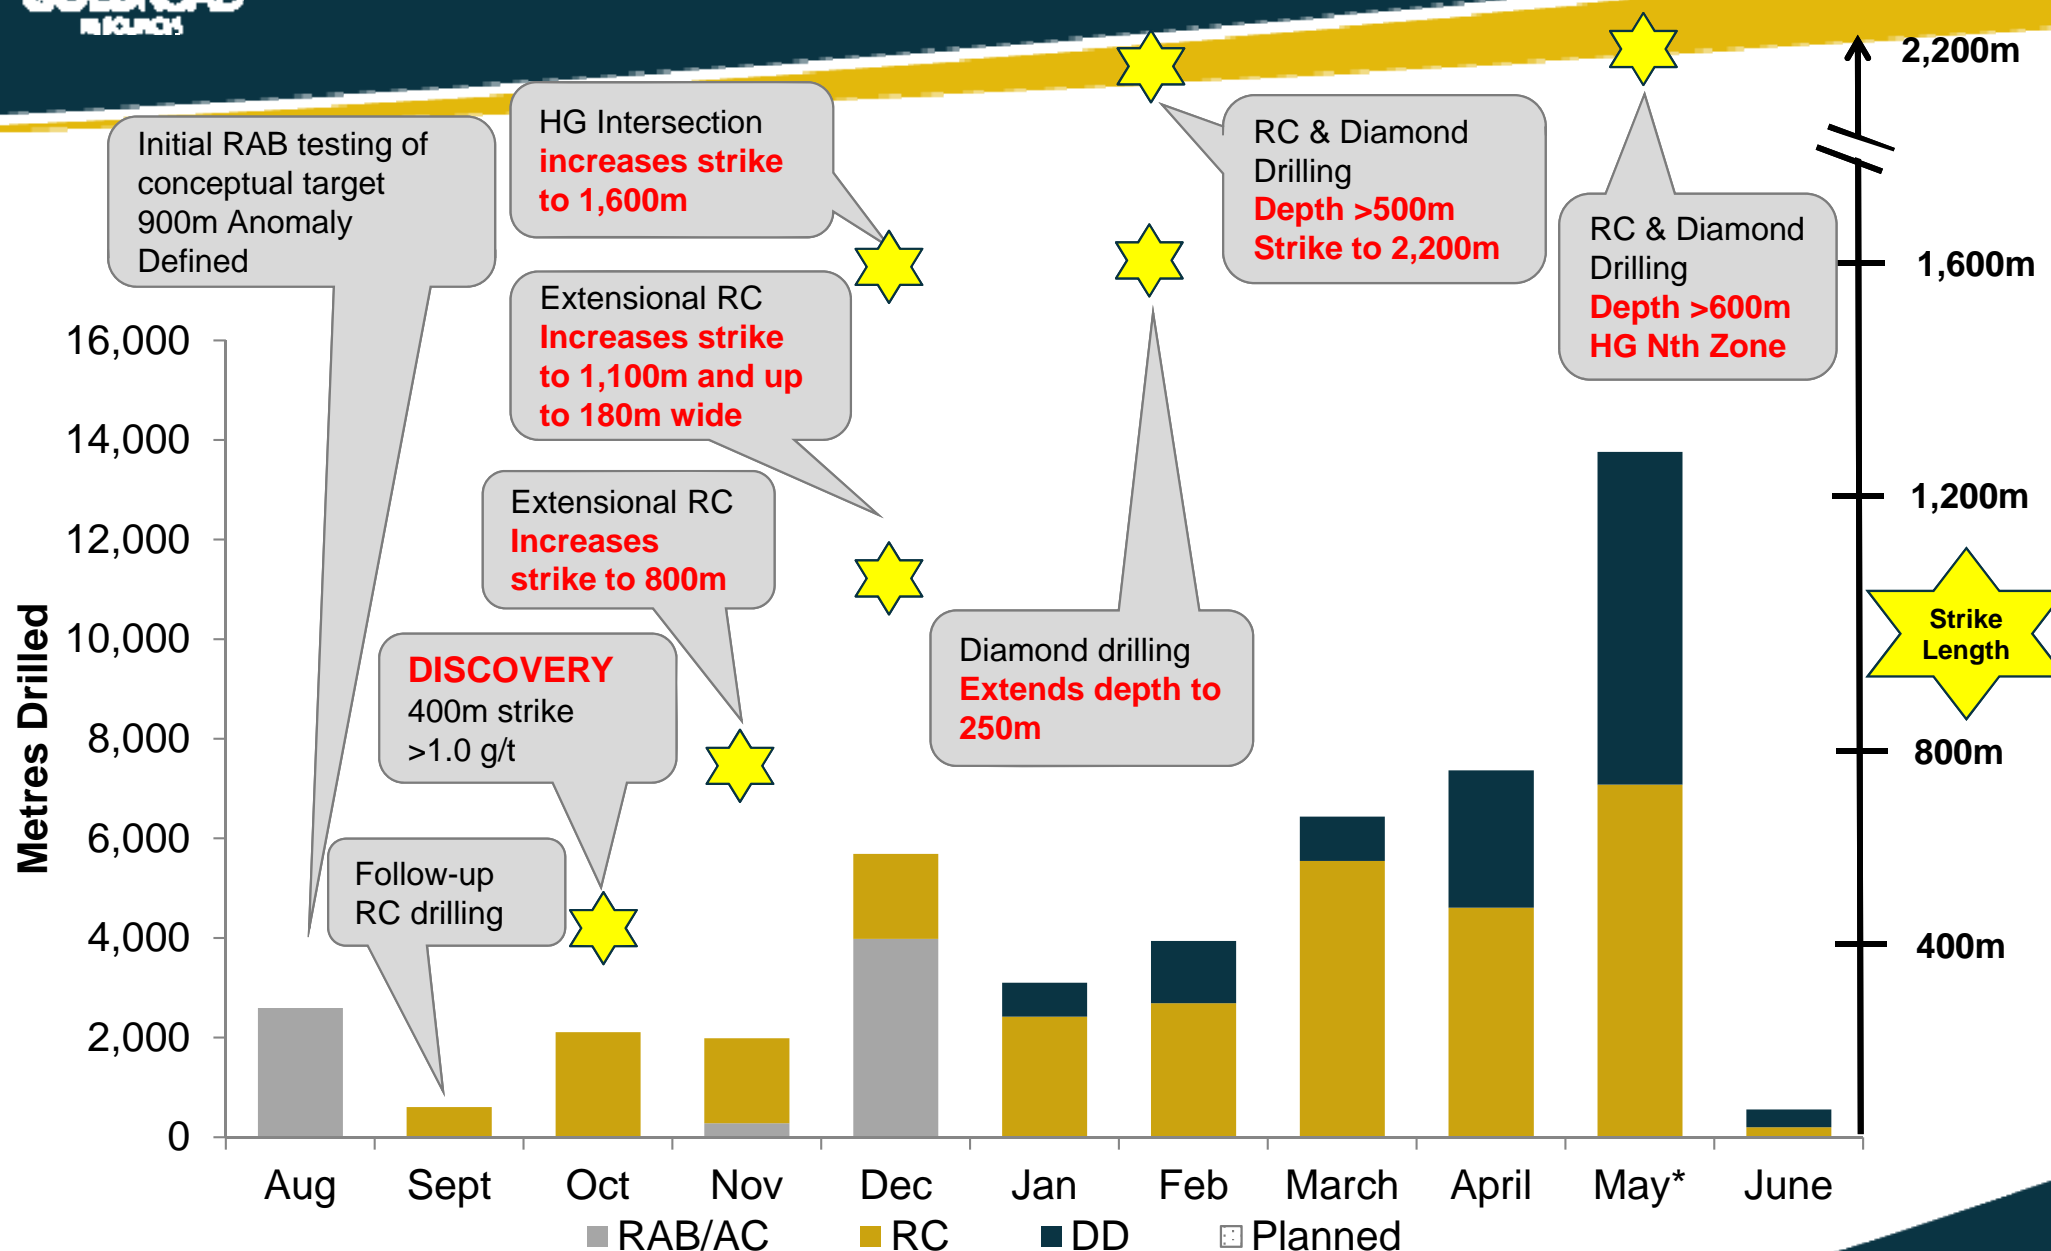 Initial RAB testing of
conceptual target
900m Anomaly
Defined
HG Intersection
increases strike
to 1,600m
Extensional RC
Increases strike
to 1,100m and up
to 180m wide
Extensional RC
Increases
strike to 800m
DISCOVERY
400m strike
>1.0 g/t
Follow-up
RC drilling
RC & Diamond
Drilling
Depth >500m
Strike to 2,200m
RC & Diamond
Drilling
Depth >600m
HG Nth Zone
Diamond drilling
Extends depth to
250m
2,200m
1,600m
1,200m
Strike
Length
800m
400m
Metres Drilled
16,000
14,000
12,000
10,000
8,000
6,000
4,000
2,000
0
Aug Sept Oct Nov Dec Jan Feb March April May* June
RAB/AC RC DD Planned